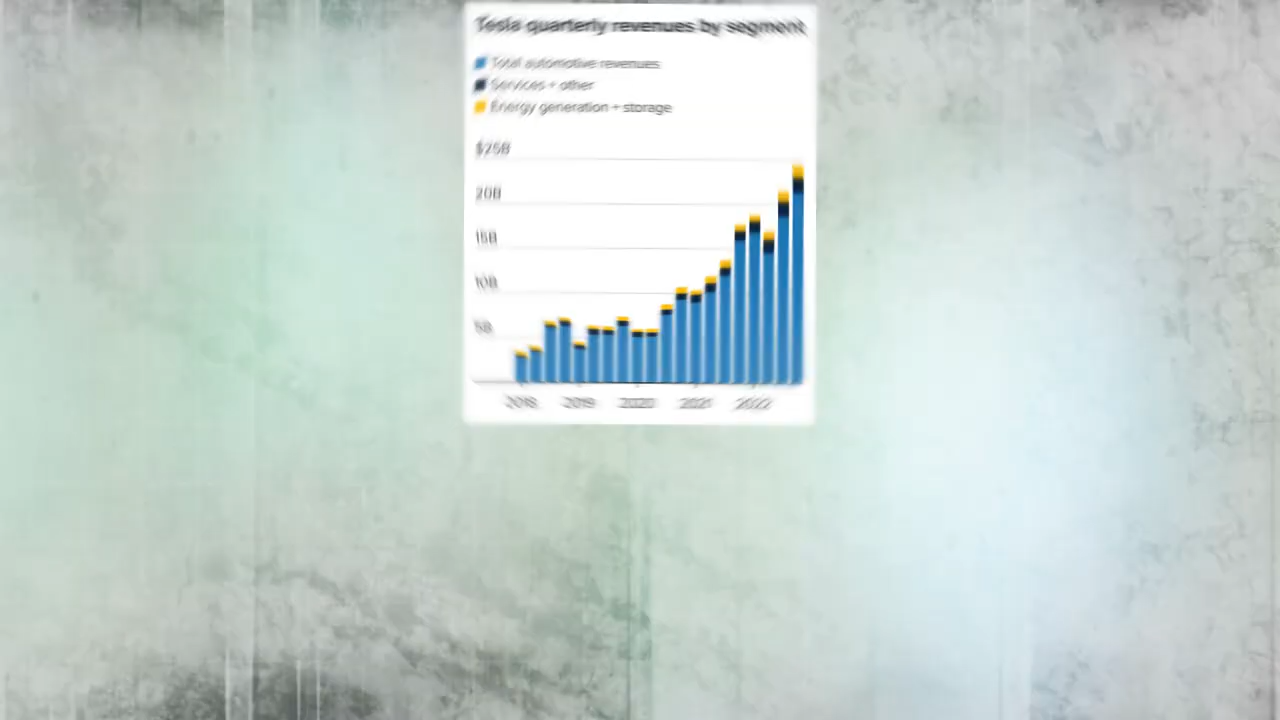 Tesla quarterly revenues by segment
Total automotive revenues
Services + other
Energy generation + storage
$25B
20B
15B
10B
5B
2018 2019 2020 2021 2022